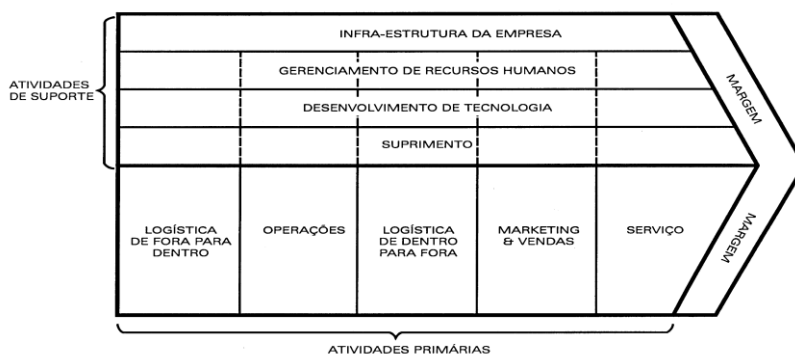 INFRA-ESTRUTURA DA EMPRESA
GERENCIAMENTO DE RECURSOS HUMANOS
DESENVOLVIMENTO DE TECNOLOGIA
SUPRIMENTO
ATIVIDADES
DE SUPORTE
MARGEM
LOGÍSTICA
DE FORA PARA
DENTRO
OPERAÇÕES
LOGÍSTICA
DE DENTRO
PARA FORA
MARKETING
& VENDAS
SERVIÇO
MARGEM
ATIVIDADES PRIMÁRIAS